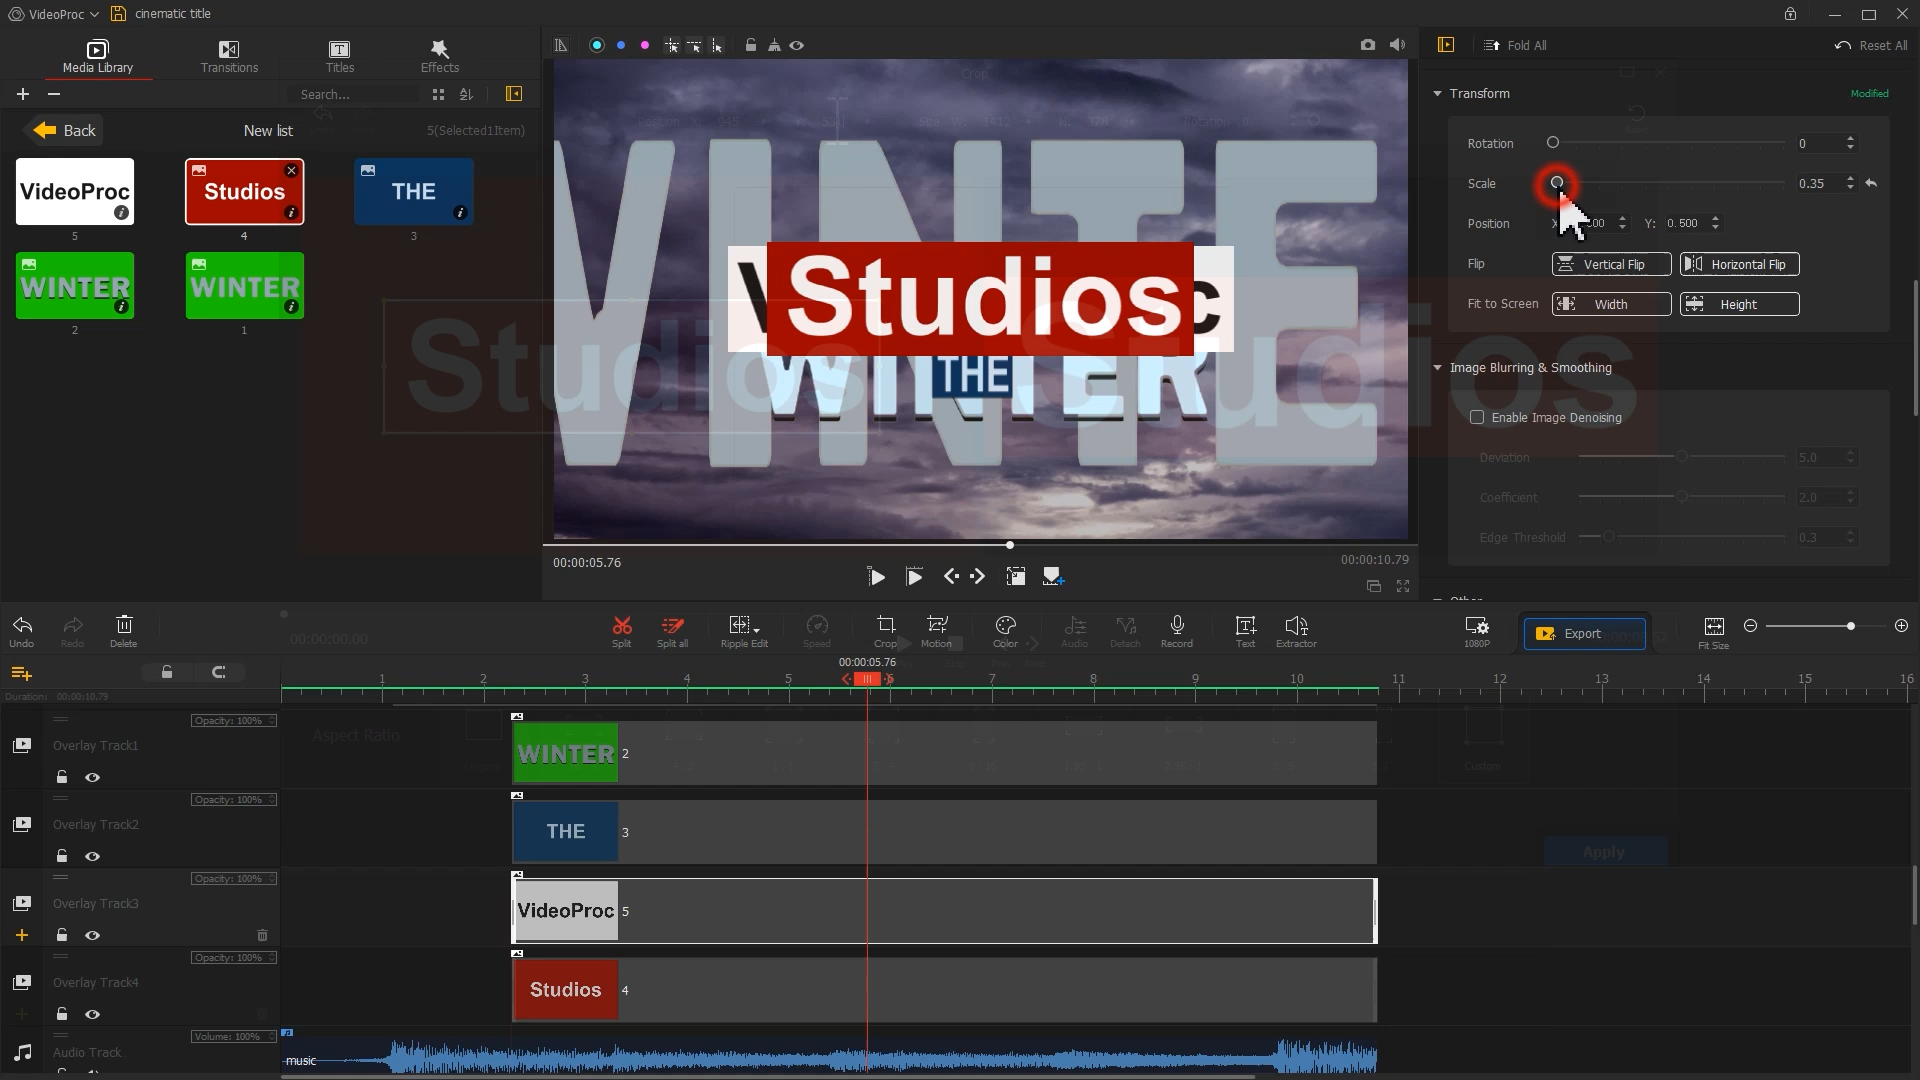 VideoProc
cinematic title
Media Library
Transitions
Titles
Effects
Search...
Back
New list
5(Selected1Item)
VideoProc
Studios
THE
5
4
3
WINTER
WINTER
2
1
Crop
WINTE
Studios
WINTER
THE
Studios
Studios
00:00:05.76
00:00:10.79
Fold All
Reset All
Transform
Modified
Rotation
0
Scale
0.35
Position
Y:
0.500
Flip
Vertical Flip
Horizontal Flip
Fit to Screen
Width
Height
Image Blurring & Smoothing
Enable Image Denoising
Deviation
5.0
Coefficient
2.0
Edge Threshold
0.3
Other
Undo
Redo
Delete
00:00:00.00
Split
Split all
Ripple Edit
Speed
Crop
Motion
Color
Audio
Detach
Record
Text
Extractor
1080P
Export
Fit Size
00:00:05.76
Duration: 00:00:10.79
1 2 3 4 5 6 7 8 9 10 11 12 13 14 15 16
Opacity: 100%
Overlay Track1
WINTER 2
Aspect Ratio
Custom
Opacity: 100%
Overlay Track2
THE 3
Apply
Opacity: 100%
Overlay Track3
VideoProc 5
Opacity: 100%
Overlay Track4
Studios 4
Volume: 100%
Audio Track
music